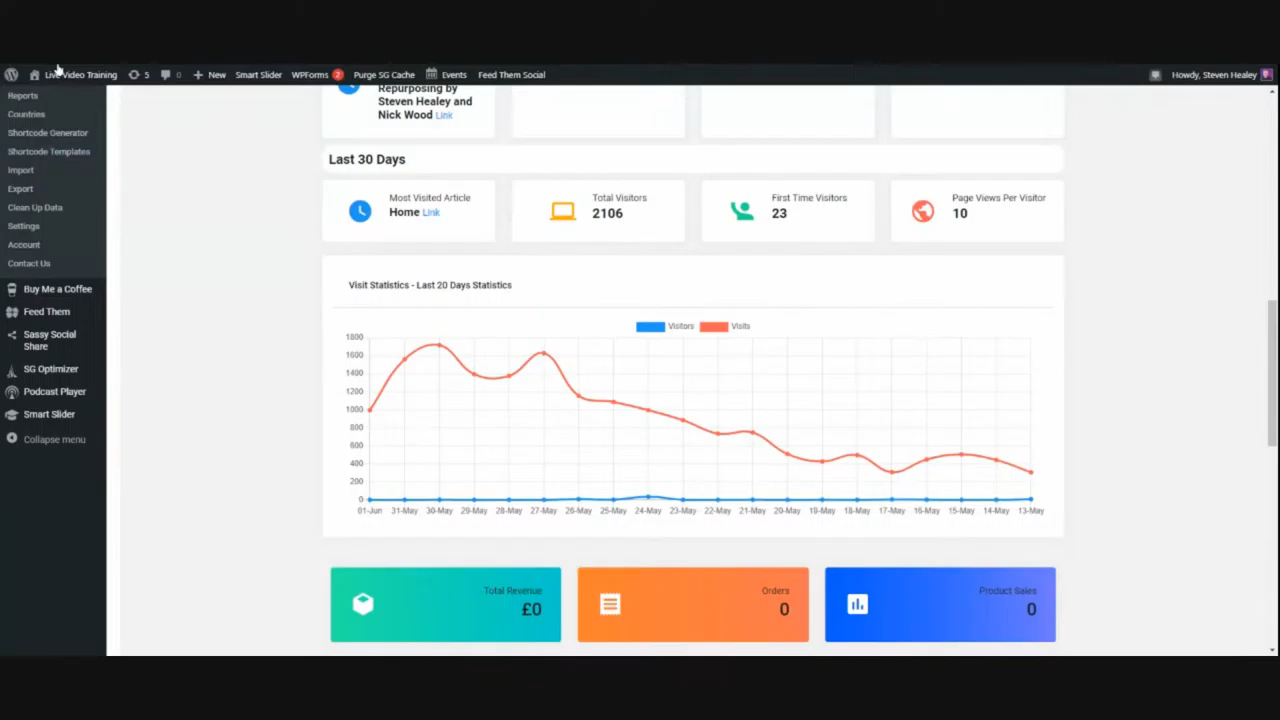 Live Video Training 5 0 New Smart Slider WPForms 2 Purge SG Cache Events Feed Them Social Howdy, Steven Healey
Reports
Countries
Shortcode Generator
Shortcode Templates
Import
Export
Clean Up Data
Settings
Account
Contact Us
Buy Me a Coffee
Feed Them
Sassy Social
Share
SG Optimizer
Podcast Player
Smart Slider
Collapse menu
Repurposing by
Steven Healey and
Nick Wood Link
Last 30 Days
Most Visited Article
Home Link
Total Visitors
2106
First Time Visitors
23
Page Views Per Visitor
10
Visit Statistics - Last 20 Days Statistics
Visitors Visits
1800
1600
1400
1200
1000
800
600
400
200
0
01-Jun 31-May 30-May 29-May 28-May 27-May 26-May 25-May 24-May 23-May 22-May 21-May 20-May 19-May 18-May 17-May 16-May 15-May 14-May 13-May
Total Revenue
£0
Orders
0
Product Sales
0